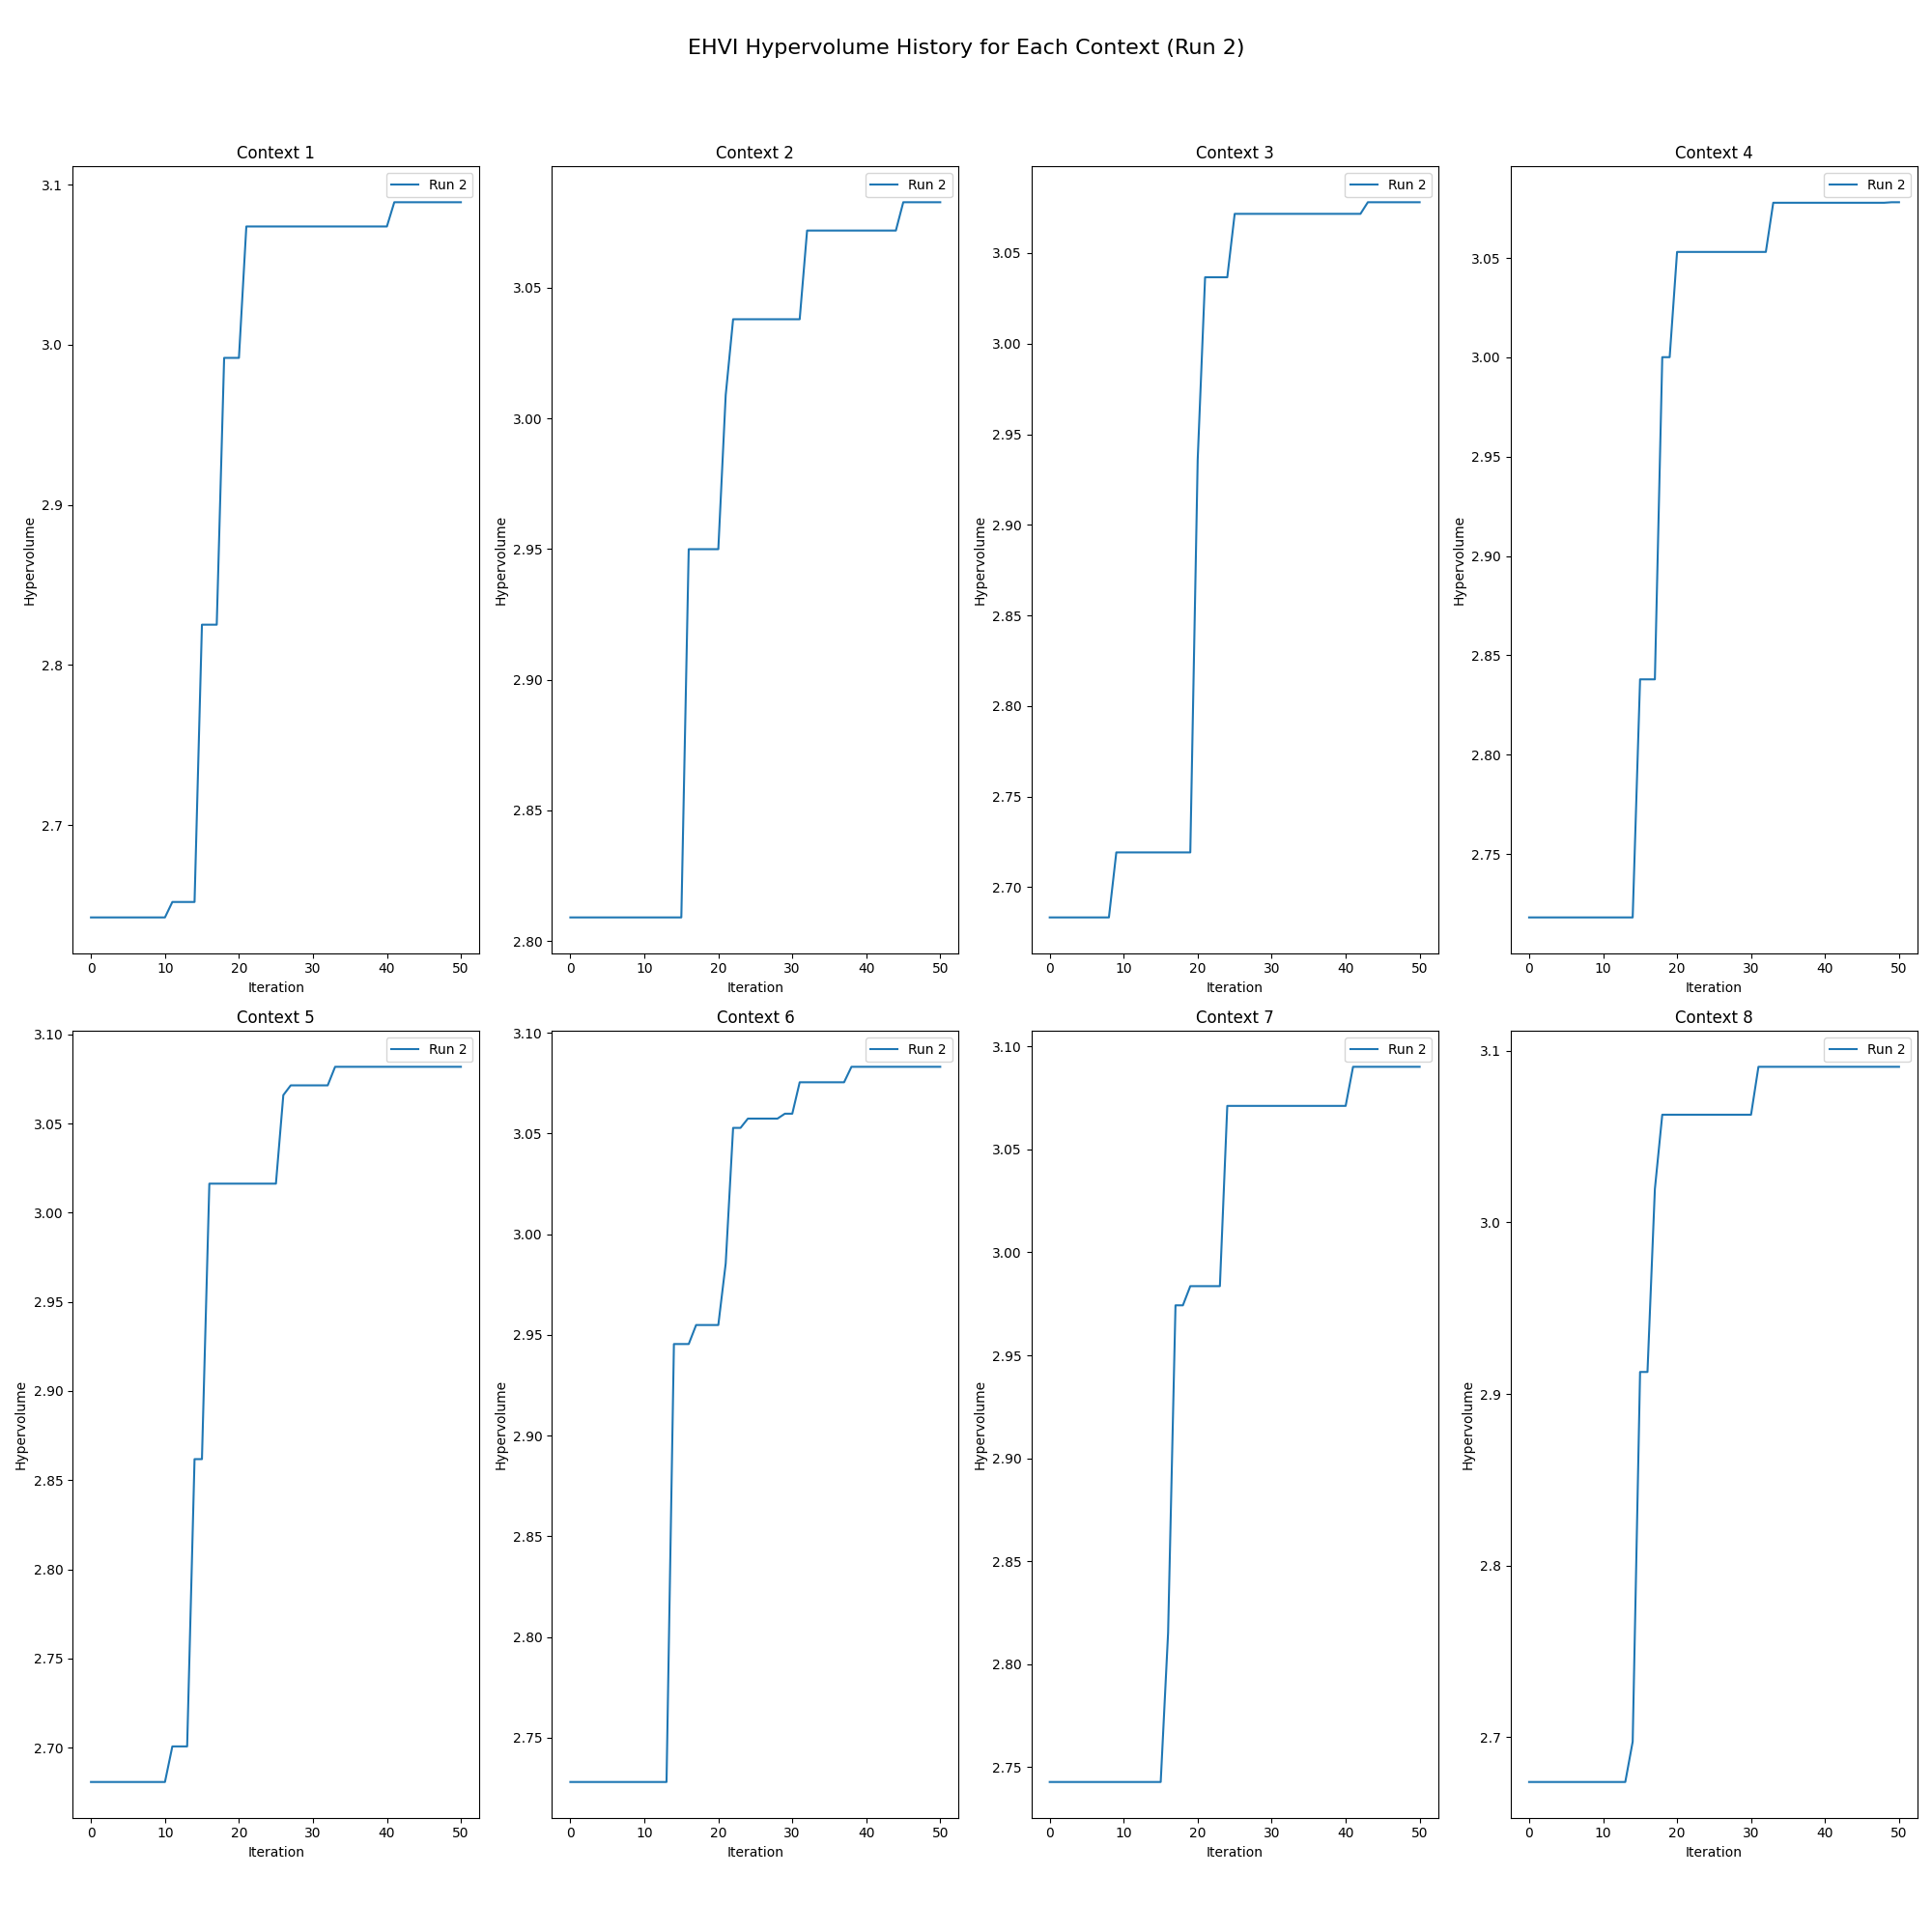 EHVI Hypervolume History for Each Context (Run 2)
Context 1
Run 2
3.1
3.0
2.9
2.8
2.7
Hypervolume
0 10 20 30 40 50
Iteration
Context 2
Run 2
3.05
3.00
2.95
2.90
2.85
2.80
Hypervolume
0 10 20 30 40 50
Iteration
Context 3
Run 2
3.05
3.00
2.95
2.90
2.85
2.80
2.75
2.70
Hypervolume
0 10 20 30 40 50
Iteration
Context 4
Run 2
3.05
3.00
2.95
2.90
2.85
2.80
2.75
Hypervolume
0 10 20 30 40 50
Iteration
Context 5
Run 2
3.10
3.05
3.00
2.95
2.90
2.85
2.80
2.75
2.70
Hypervolume
0 10 20 30 40 50
Iteration
Context 6
Run 2
3.10
3.05
3.00
2.95
2.90
2.85
2.80
2.75
Hypervolume
0 10 20 30 40 50
Iteration
Context 7
Run 2
3.10
3.05
3.00
2.95
2.90
2.85
2.80
2.75
Hypervolume
0 10 20 30 40 50
Iteration
Context 8
Run 2
3.1
3.0
2.9
2.8
2.7
Hypervolume
0 10 20 30 40 50
Iteration